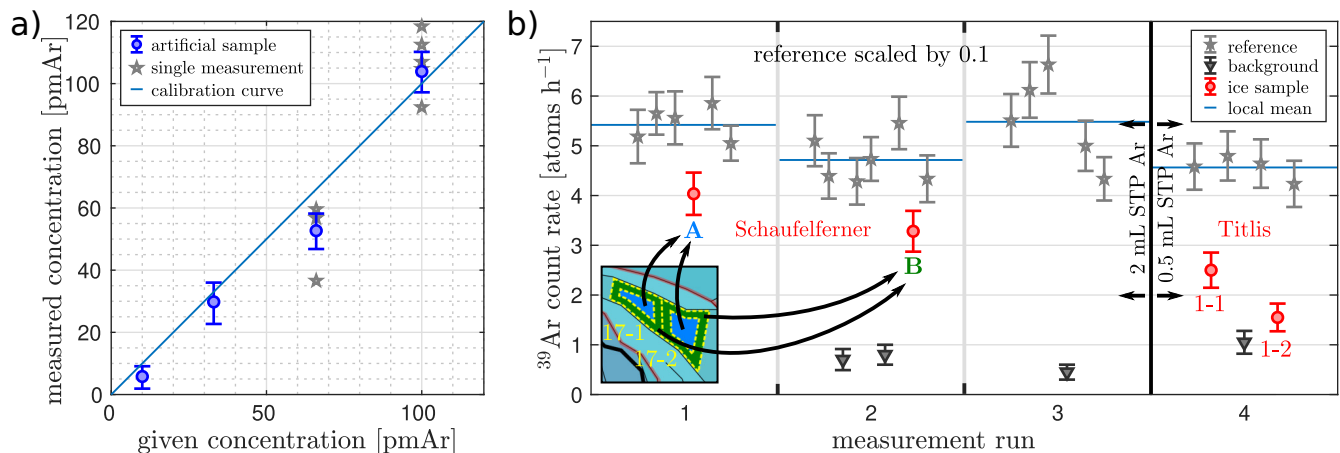 a)
120
100
80
60
40
20
0
measured concentration [pmAr]
artificial sample
single measurement
calibration curve
0
50
100
given concentration [pmAr]
b)
7
6
5
4
3
2
1
0
³⁹Ar count rate [atoms h⁻¹]
reference scaled by 0.1
reference
background
ice sample
local mean
2 mL STP Ar
0.5 mL STP Ar
A
Schaufelferner
B
Titlis
17-1
17-2
1-1
1-2
1
2
3
4
measurement run